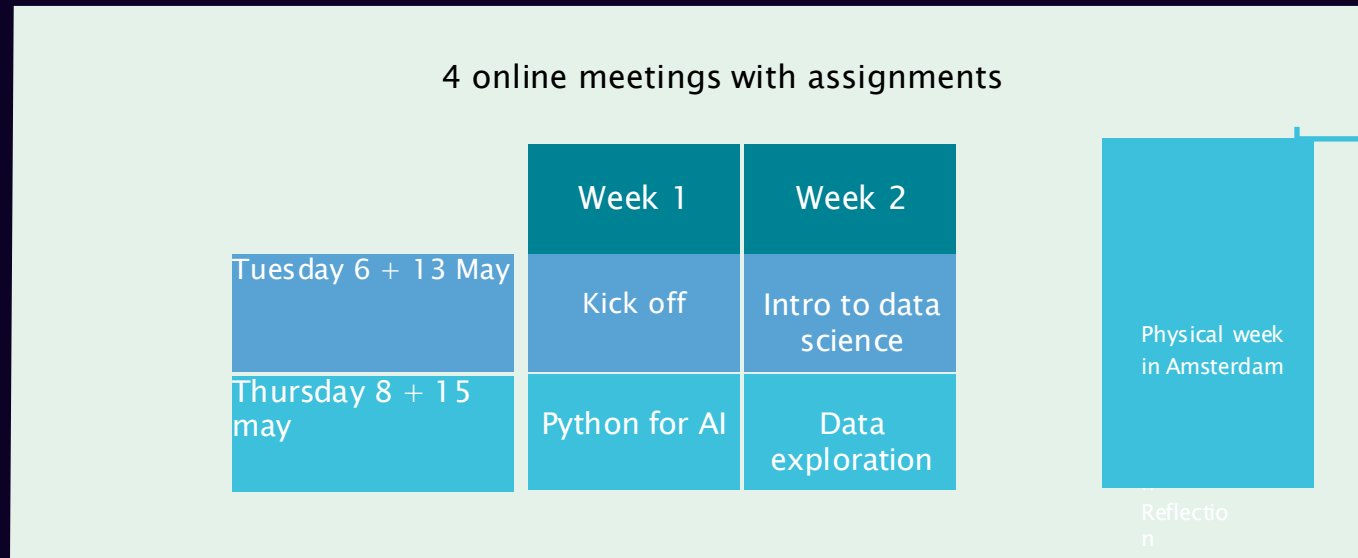 4 online meetings with assignments
Week 1
Week 2
Tuesday 6 + 13 May
Kick off
Intro to data
science
Thursday 8 + 15
may
Python for AI
Data
exploration
Physical week
in Amsterdam
Reflectio
n